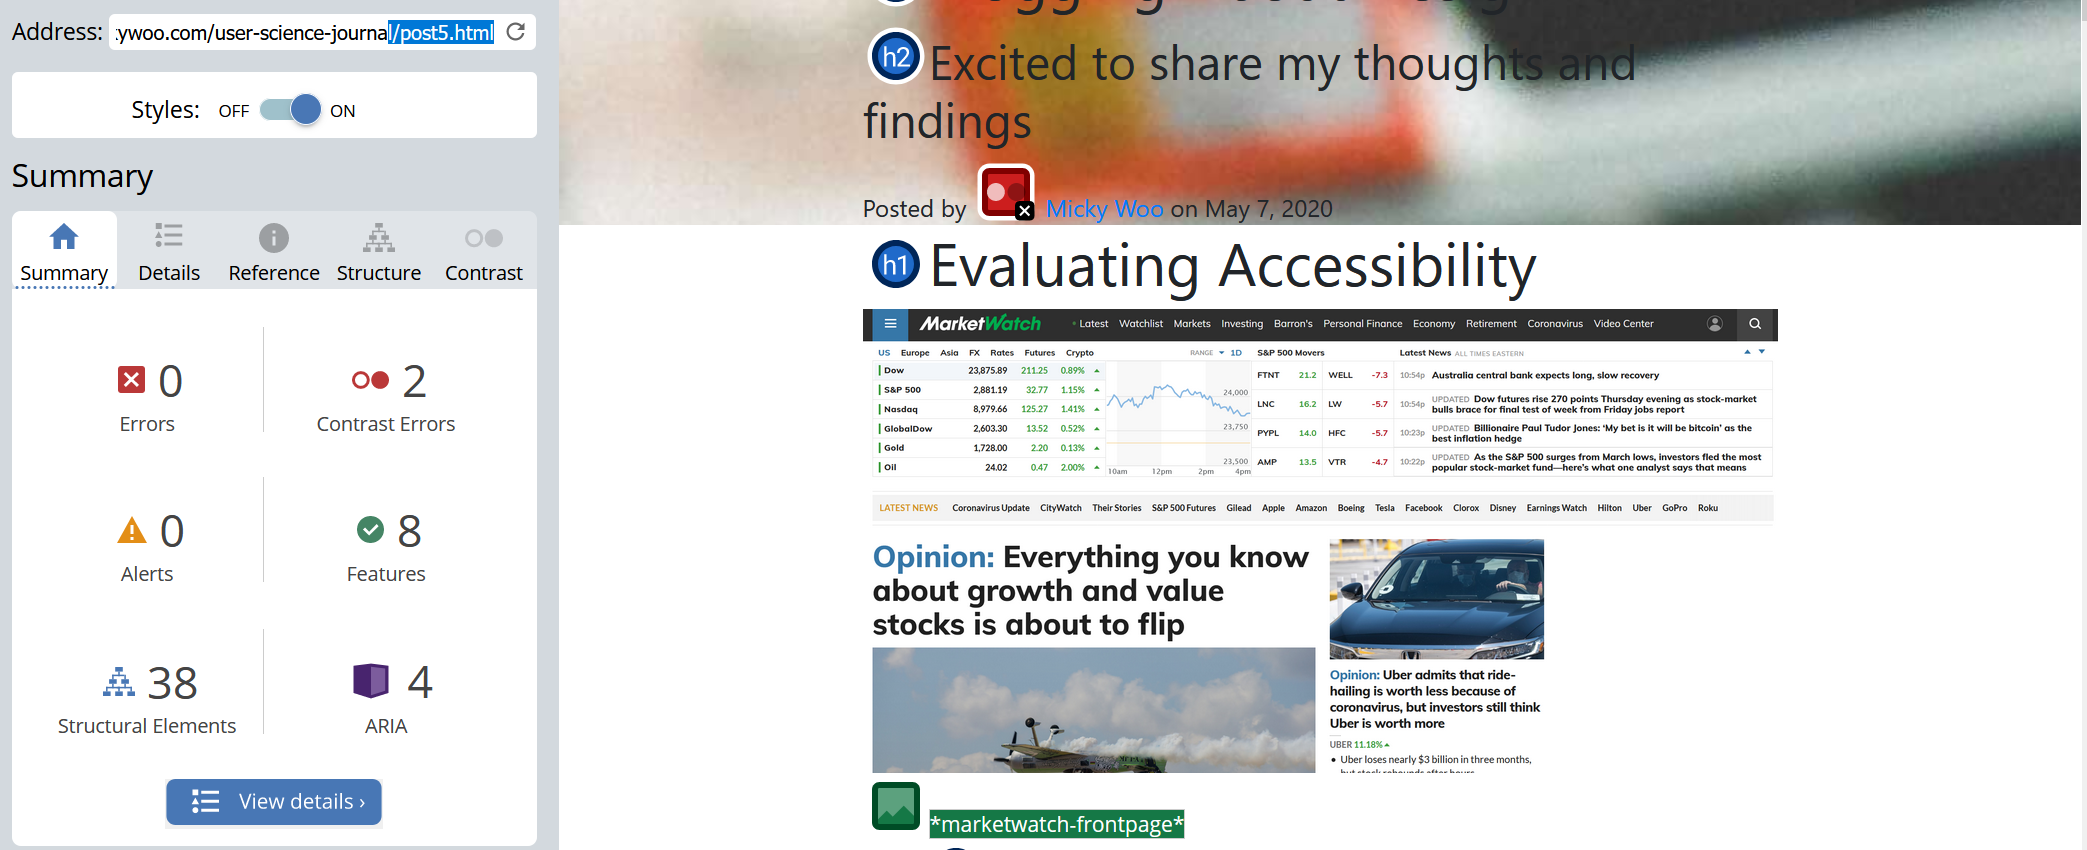 Address: :ywoo.com/user-science-journal/post5.html
Styles: OFF ON
Summary
Summary Details Reference Structure Contrast
0 Errors
2 Contrast Errors
0 Alerts
8 Features
38 Structural Elements
4 ARIA
View details ›
h2 Excited to share my thoughts and
findings
Posted by Micky Woo on May 7, 2020
h1 Evaluating Accessibility
MarketWatch Latest Watchlist Markets Investing Barron's Personal Finance Economy Retirement Coronavirus Video Center
US Europe Asia FX Rates Futures Crypto RANGE 1D
Dow 23,875.89 211.25 0.89%
S&P 500 2,881.19 32.77 1.15%
Nasdaq 8,979.66 125.27 1.41%
GlobalDow 2,603.30 13.52 0.52%
Gold 1,728.00 2.20 0.13%
Oil 24.02 0.47 2.00%
24,000
23,750
23,500
10am 12pm 2pm 4pm
S&P 500 Movers
FTNT 21.2 WELL -7.3
LNC 16.2 LW -5.7
PYPL 14.0 HFC -5.7
AMP 13.5 VTR -4.7
Latest News ALL TIMES EASTERN
10:54p Australia central bank expects long, slow recovery
10:54p UPDATED Dow futures rise 270 points Thursday evening as stock-market
bulls brace for final test of week from Friday jobs report
10:23p UPDATED Billionaire Paul Tudor Jones: ‘My bet is it will be bitcoin’ as the
best inflation hedge
10:22p UPDATED As the S&P 500 surges from March lows, investors fled the most
popular stock-market fund—here's what one analyst says that means
LATEST NEWS Coronavirus Update CityWatch Their Stories S&P 500 Futures Gilead Apple Amazon Boeing Tesla Facebook Clorox Disney Earnings Watch Hilton Uber GoPro Roku
Opinion: Everything you know
about growth and value
stocks is about to flip
Opinion: Uber admits that ride-
hailing is worth less because of
coronavirus, but investors still think
Uber is worth more
UBER 11.18%
Uber loses nearly $3 billion in three months,
*marketwatch-frontpage*